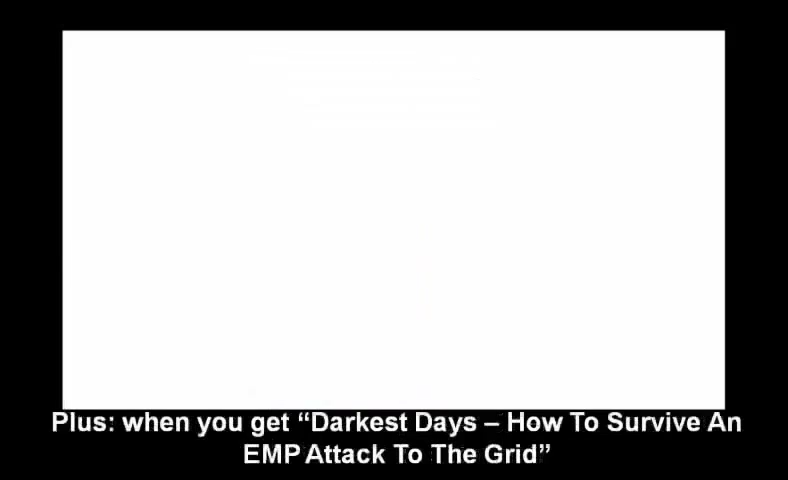 Plus: when you get “Darkest Days – How To Survive An
EMP Attack To The Grid”